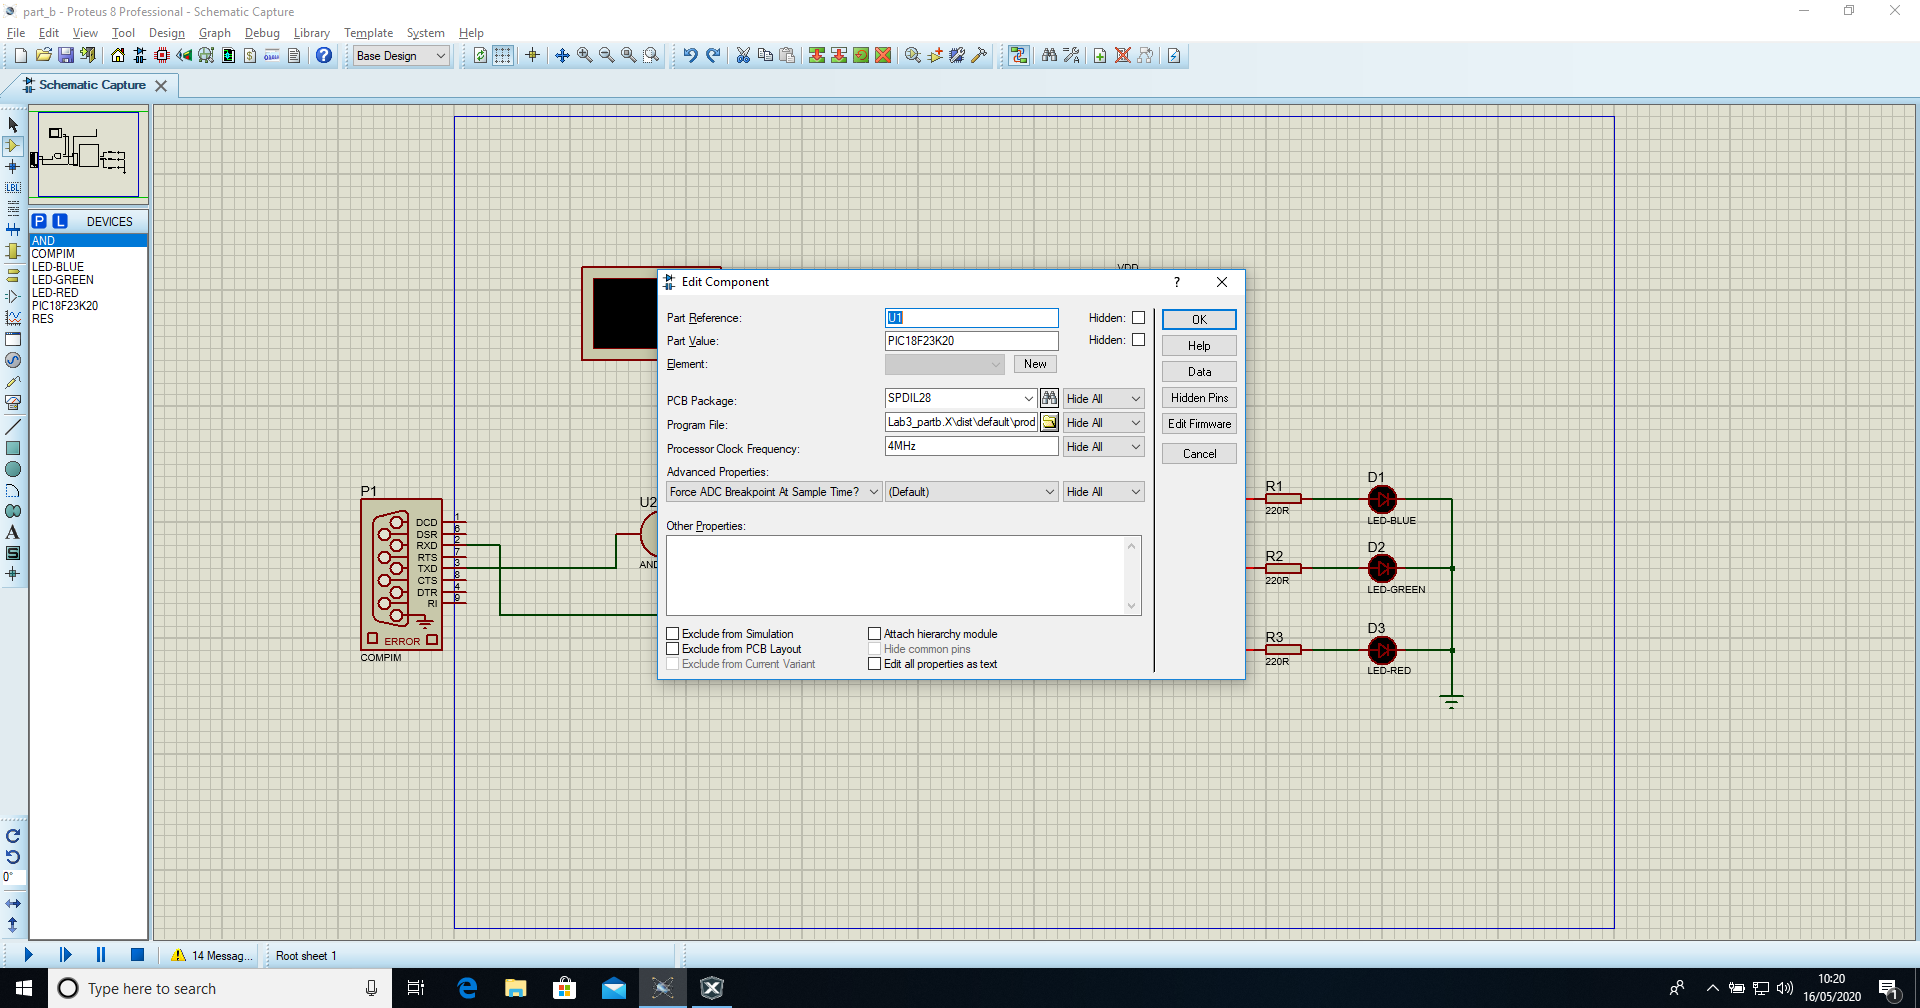 part_b - Proteus 8 Professional - Schematic Capture
File Edit View Tool Design Graph Debug Library Template System Help
Base Design
Schematic Capture
P L DEVICES
AND
COMPIM
LED-BLUE
LED-GREEN
LED-RED
PIC18F23K20
RES
LBL
A
S
0°
VDD
Edit Component ?
Part Reference: U1 Hidden:
Part Value: PIC18F23K20 Hidden:
Element: New
PCB Package: SPDIL28 Hide All
Program File: Lab3_partb.X\dist\default\prod Hide All
Processor Clock Frequency: 4MHz Hide All
Advanced Properties:
Force ADC Breakpoint At Sample Time? (Default) Hide All
Other Properties:
Exclude from Simulation Attach hierarchy module
Exclude from PCB Layout Hide common pins
Exclude from Current Variant Edit all properties as text
OK
Help
Data
Hidden Pins
Edit Firmware
Cancel
P1
DCD 1
DSR 6
RXD 2
RTS 7
TXD 3
CTS 8
DTR 4
RI 9
ERROR
COMPIM
U2
AND
R1
220R
D1
LED-BLUE
R2
220R
D2
LED-GREEN
R3
220R
D3
LED-RED
14 Messag... Root sheet 1
Type here to search
10:20
16/05/2020
1